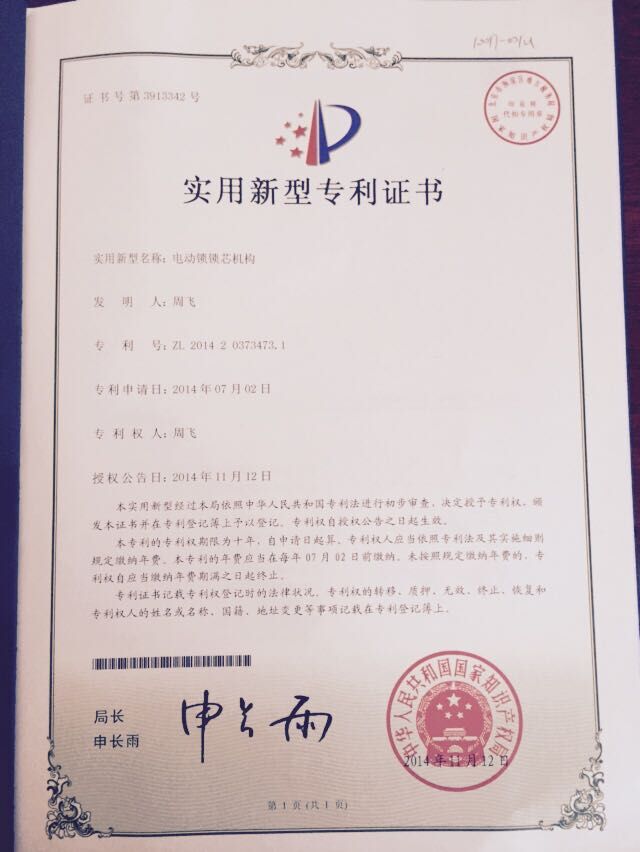 证书号第3913342号
实用新型专利证书
实用新型名称：电动锁锁芯机构
发 明 人：周飞
专 利 号：ZL 2014 2 0373473.1
专利申请日：2014年07月02日
专 利 权 人：周飞
授权公告日：2014年11月12日
本实用新型经过本局依照中华人民共和国专利法进行初步审查，决定授予专利权，颁
发本证书并在专利登记簿上予以登记。专利权自授权公告之日起生效。
本专利的专利权期限为十年，自申请日起算。专利权人应当依照专利法及其实施细则
规定缴纳年费。本专利的年费应当在每年07月02日前缴纳。未按照规定缴纳年费的，专
利权自应当缴纳年费期满之日起终止。
专利证书记载专利权登记时的法律状况。专利权的转移、质押、无效、终止、恢复和
专利权人的姓名或名称、国籍、地址变更等事项记载在专利登记簿上。
局长
申长雨
申长雨
中华人民共和国国家知识产权局
2014年11月12日
第1页(共1页)